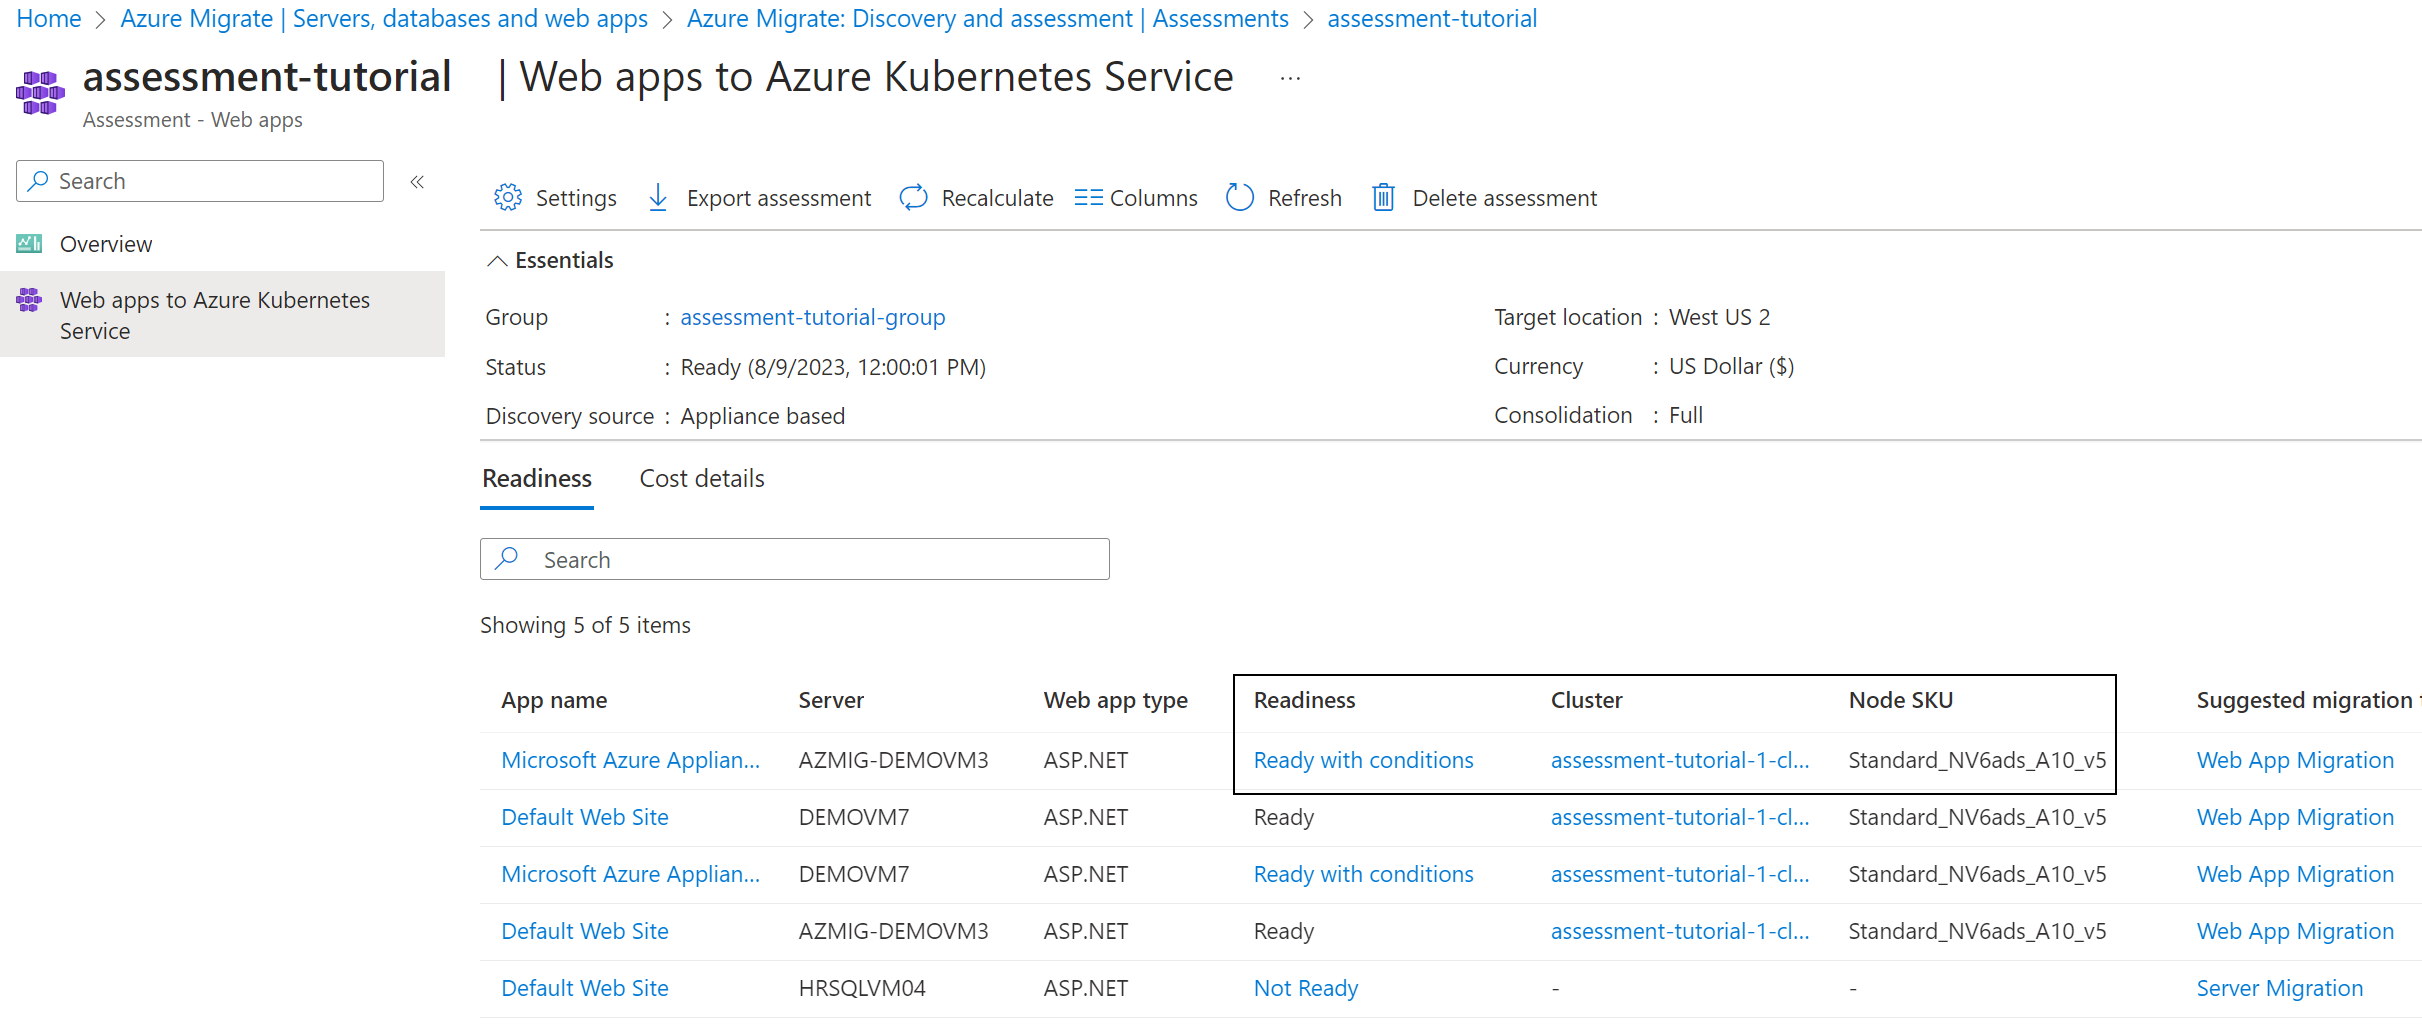 Home > Azure Migrate | Servers, databases and web apps > Azure Migrate: Discovery and assessment | Assessments > assessment-tutorial
assessment-tutorial | Web apps to Azure Kubernetes Service ...
Assessment - Web apps
Search «
Overview
Web apps to Azure Kubernetes
Service
Settings Export assessment Recalculate Columns Refresh Delete assessment
Essentials
Group : assessment-tutorial-group
Status : Ready (8/9/2023, 12:00:01 PM)
Discovery source : Appliance based
Target location : West US 2
Currency : US Dollar ($)
Consolidation : Full
Readiness Cost details
Search
Showing 5 of 5 items
App name Server Web app type Readiness Cluster Node SKU Suggested migration
Microsoft Azure Applian... AZMIG-DEMOVM3 ASP.NET Ready with conditions assessment-tutorial-1-cl... Standard_NV6ads_A10_v5 Web App Migration
Default Web Site DEMOVM7 ASP.NET Ready assessment-tutorial-1-cl... Standard_NV6ads_A10_v5 Web App Migration
Microsoft Azure Applian... DEMOVM7 ASP.NET Ready with conditions assessment-tutorial-1-cl... Standard_NV6ads_A10_v5 Web App Migration
Default Web Site AZMIG-DEMOVM3 ASP.NET Ready assessment-tutorial-1-cl... Standard_NV6ads_A10_v5 Web App Migration
Default Web Site HRSQLVM04 ASP.NET Not Ready - - Server Migration